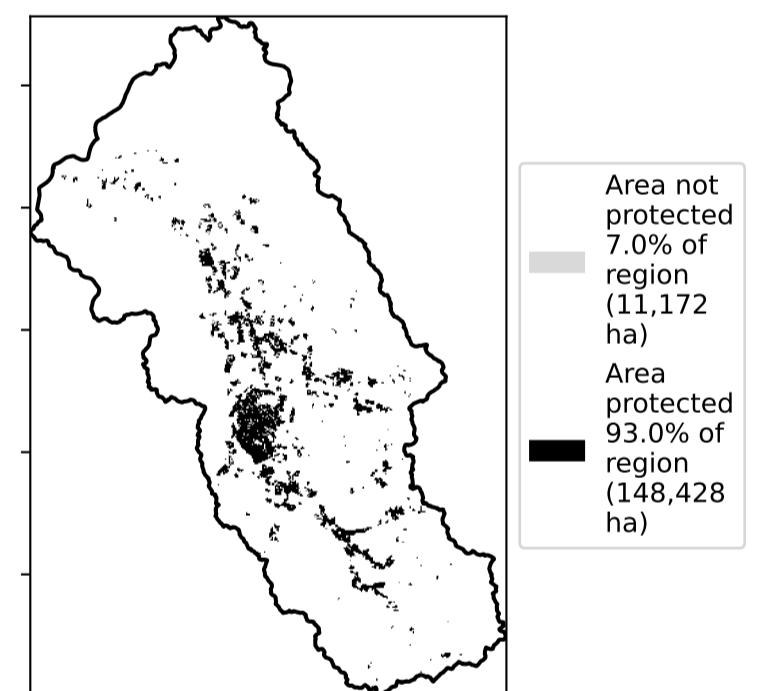 Area not
protected
7.0% of
region
(11,172
ha)
Area
protected
93.0% of
region
(148,428
ha)